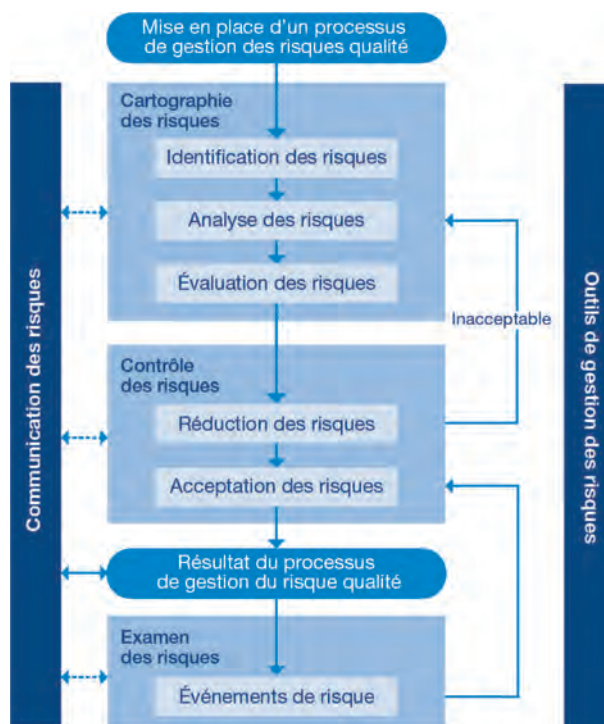 Mise en place d'un processus
de gestion des risques qualité
Cartographie
des risques
Identification des risques
Analyse des risques
Évaluation des risques
Inacceptable
Contrôle
des risques
Réduction des risques
Acceptation des risques
Résultat du processus
de gestion du risque qualité
Examen
des risques
Événements de risque
Communication des risques
Outils de gestion des risques